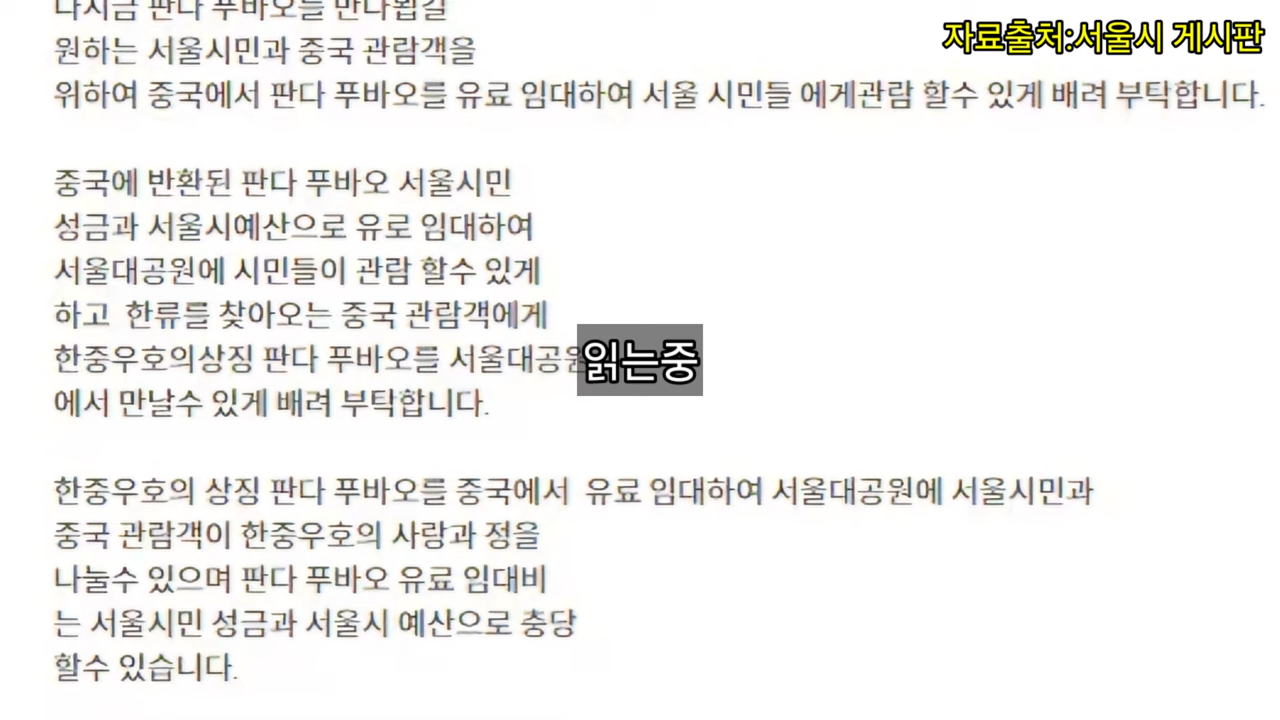 다시금 판다 푸바오를 만나뵙길
자료출처:서울시 게시판
원하는 서울시민과 중국 관람객을
위하여 중국에서 판다 푸바오를 유료 임대하여 서울 시민들 에게관람 할수 있게 배려 부탁합니다.
중국에 반환된 판다 푸바오 서울시민
성금과 서울시예산으로 유로 임대하여
서울대공원에 시민들이 관람 할수 있게
하고 한류를 찾아오는 중국 관람객에게
한중우호의상징 판다 푸바오를 서울대공원
읽는중
에서 만날수 있게 배려 부탁합니다.
한중우호의 상징 판다 푸바오를 중국에서 유료 임대하여 서울대공원에 서울시민과
중국 관람객이 한중우호의 사랑과 정을
나눌수 있으며 판다 푸바오 유료 임대비
는 서울시민 성금과 서울시 예산으로 충당
할수 있습니다.